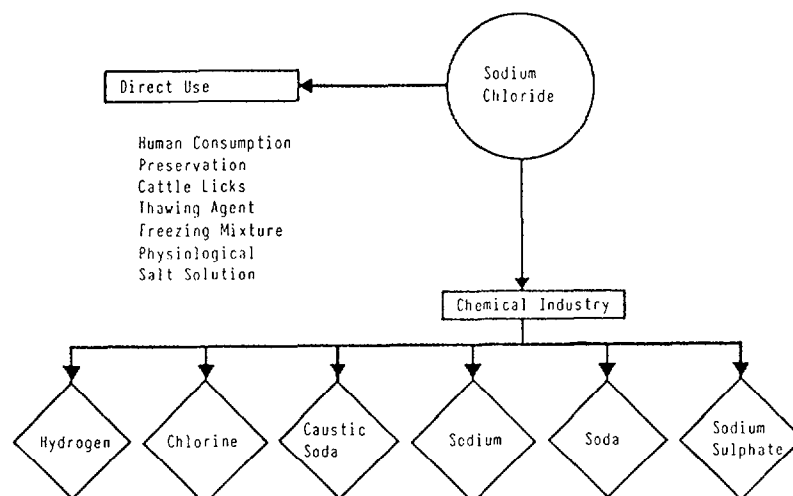 Sodium
Chloride
Direct Use
Human Consumption
Preservation
Cattle Licks
Thawing Agent
Freezing Mixture
Physiological
Salt Solution
Chemical Industry
Hydrogen
Chlorine
Caustic
Soda
Sodium
Soda
Sodium
Sulphate